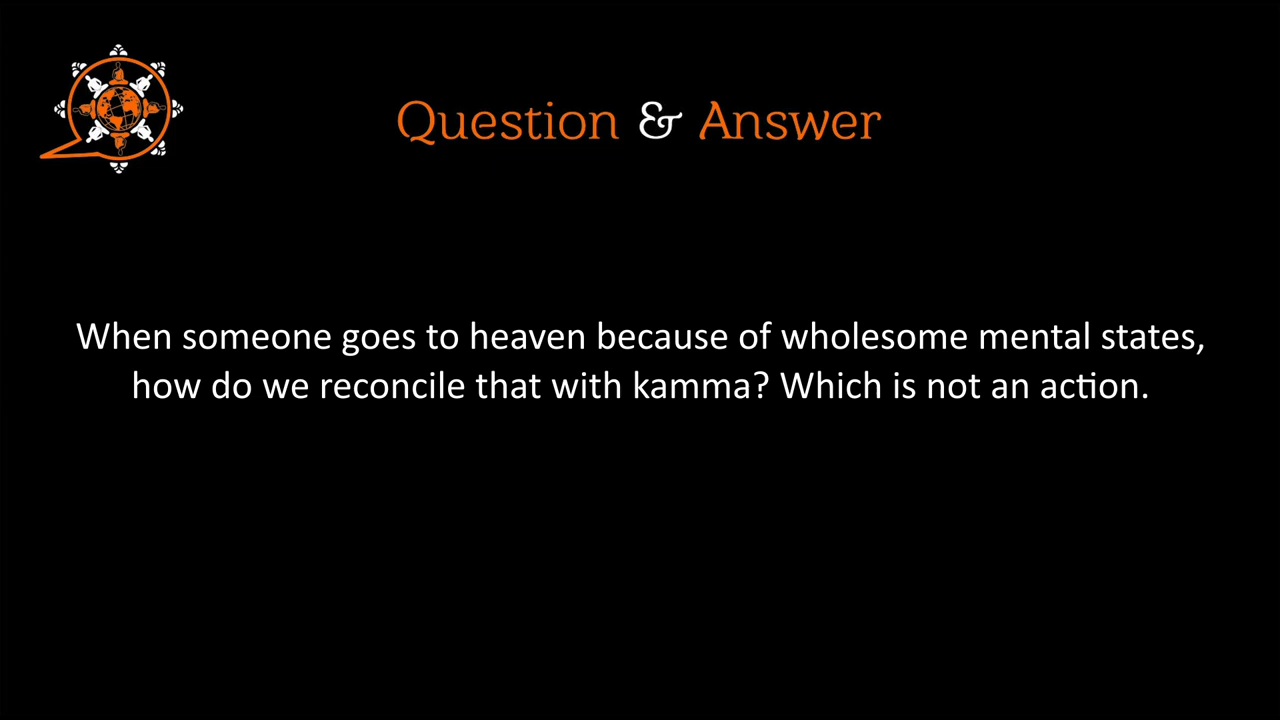 Question & Answer
When someone goes to heaven because of wholesome mental states,
how do we reconcile that with kamma? Which is not an action.